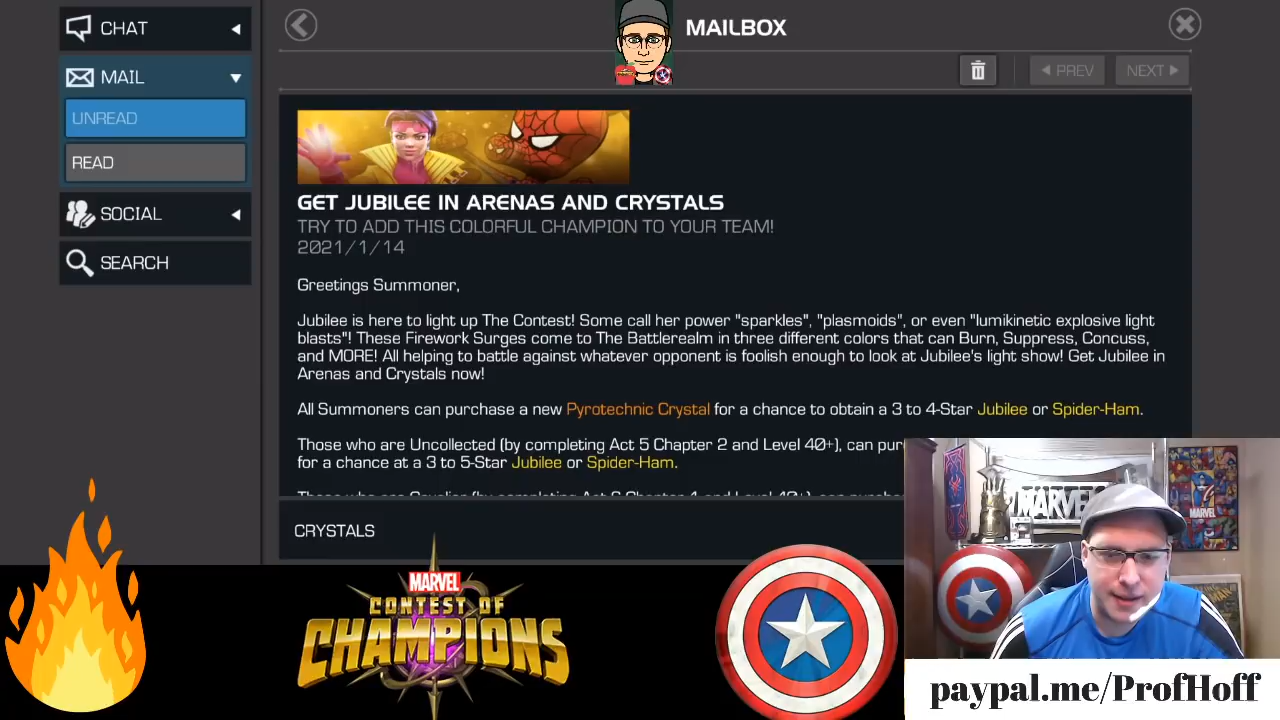 CHAT
MAIL
UNREAD
READ
SOCIAL
SEARCH
MAILBOX
PREV
NEXT
GET JUBILEE IN ARENAS AND CRYSTALS
TRY TO ADD THIS COLORFUL CHAMPION TO YOUR TEAM!
2021/1/14
Greetings Summoner,
Jubilee is here to light up The Contest! Some call her power "sparkles", "plasmoids", or even "lumikinetic explosive light
blasts"! These Firework Surges come to The Battlerealm in three different colors that can Burn, Suppress, Concuss,
and MORE! All helping to battle against whatever opponent is foolish enough to look at Jubilee's light show! Get Jubilee in
Arenas and Crystals now!
All Summoners can purchase a new Pyrotechnic Crystal for a chance to obtain a 3 to 4-Star Jubilee or Spider-Ham.
Those who are Uncollected (by completing Act 5 Chapter 2 and Level 40+), can
for a chance at a 3 to 5-Star Jubilee or Spider-Ham.
CRYSTALS
MARVEL
CONTEST OF
CHAMPIONS
MARVEL
MARVEL
paypal.me/ProfHoff